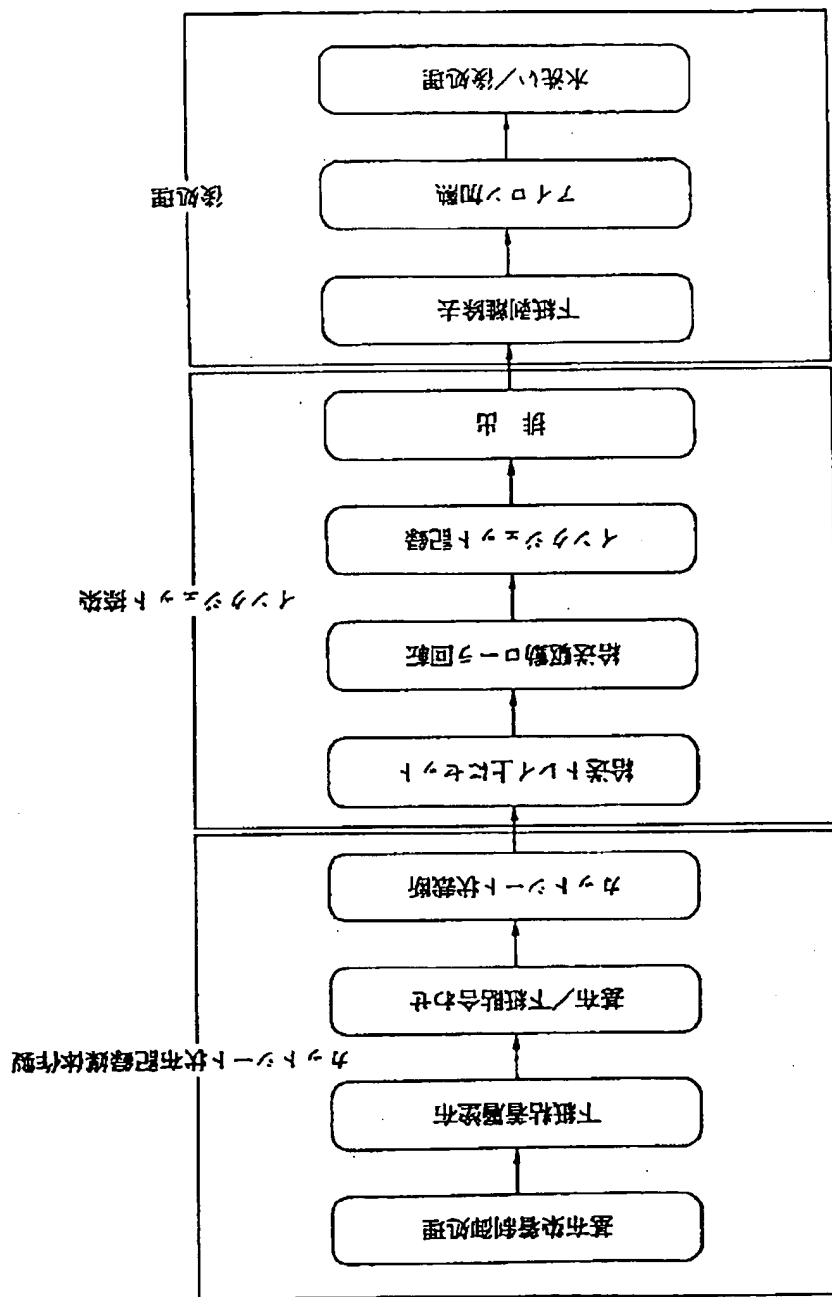 カットシート状布記録媒体作製
基布染着制御処理
下紙粘着層塗布
基布／下紙貼合わせ
カットシート状裁断
インクジェット捺染
給送トレイ上にセット
給送駆動ローラ回転
インクジェット記録
排 出
後処理
下紙剥離除去
アイロン加熱
水洗い／後処理